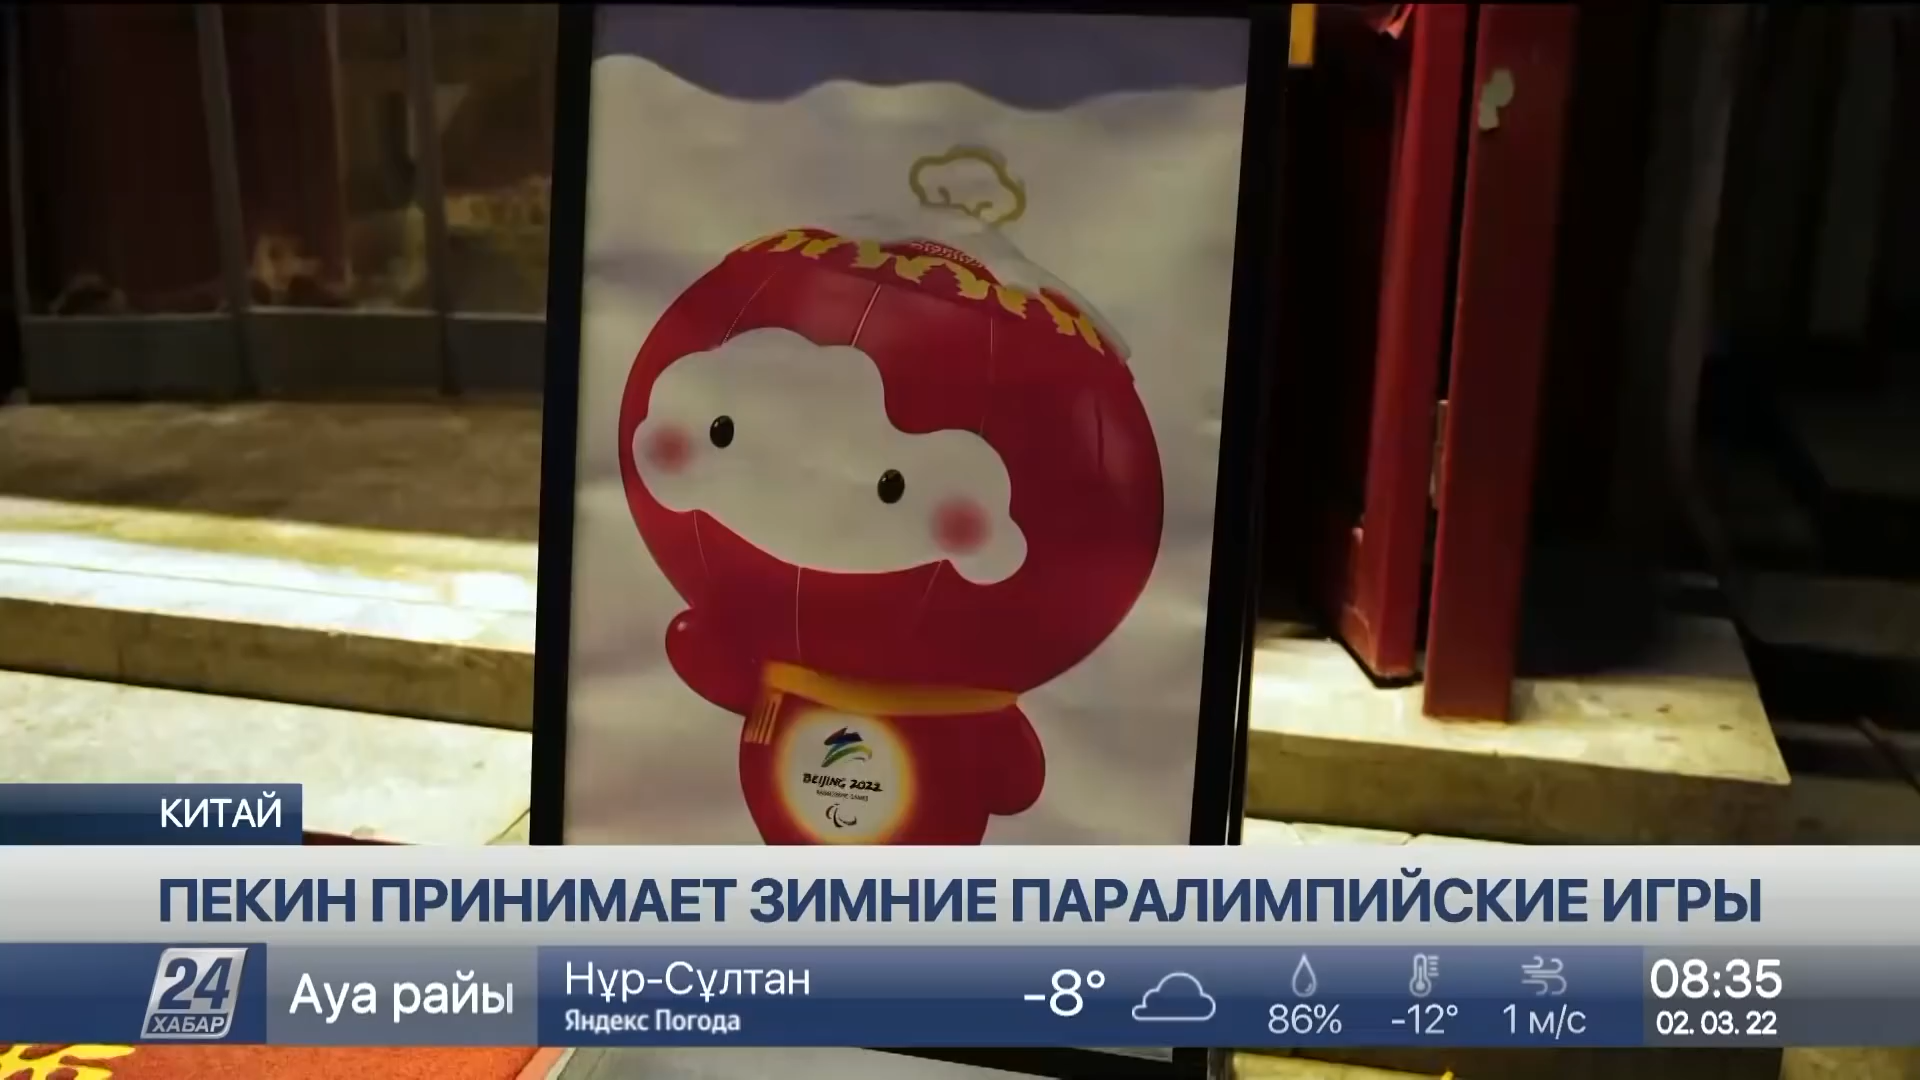 BEIJING 2022
КИТАЙ
ПЕКИН ПРИНИМАЕТ ЗИМНИЕ ПАРАЛИМПИЙСКИЕ ИГРЫ
24
ХАБАР
Ауа райы
Нұр-Сұлтан
Яндекс Погода
-8°
86%
-12°
1 м/с
08:35
02. 03. 22